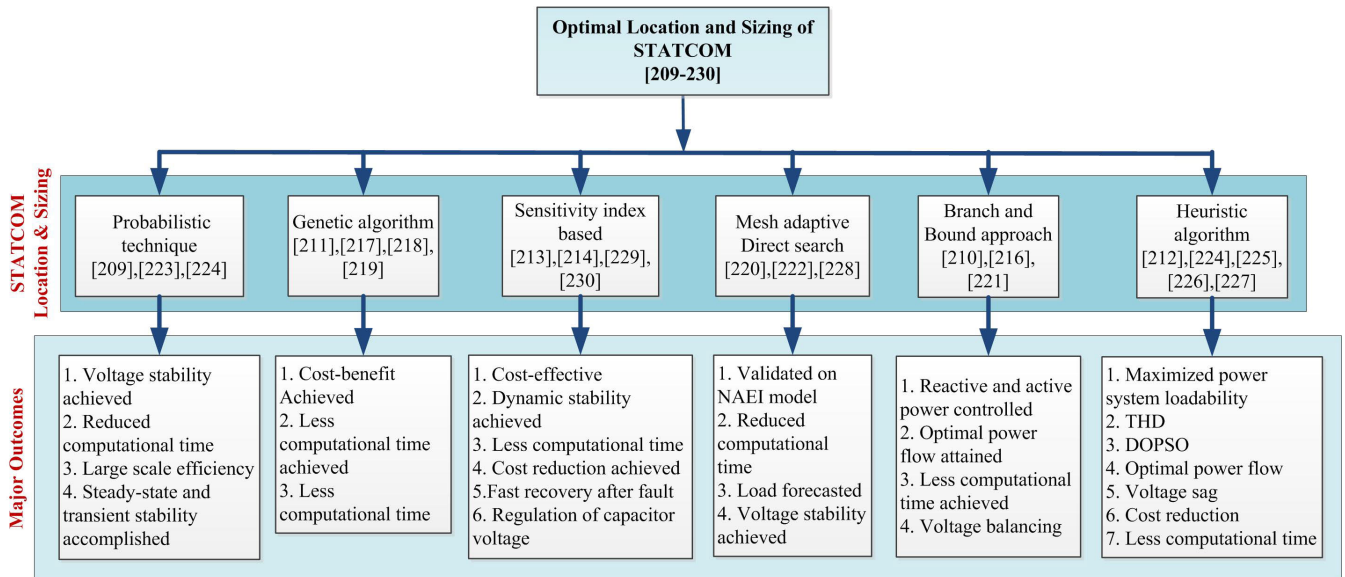 Optimal Location and Sizing of
STATCOM
[209-230]
STATCOM
Location & Sizing
Probabilistic
technique
[209],[223],[224]
Genetic algorithm
[211],[217],[218],
[219]
Sensitivity index
based
[213],[214],[229],
[230]
Mesh adaptive
Direct search
[220],[222],[228]
Branch and
Bound approach
[210],[216],
[221]
Heuristic
algorithm
[212],[224],[225],
[226],[227]
Major Outcomes
1. Voltage stability
achieved
2. Reduced
computational time
3. Large scale efficiency
4. Steady-state and
transient stability
accomplished
1. Cost-benefit
Achieved
2. Less
computational time
achieved
3. Less
computational time
1. Cost-effective
2. Dynamic stability
achieved
3. Less computational time
4. Cost reduction achieved
5.Fast recovery after fault
6. Regulation of capacitor
voltage
1. Validated on
NAEI model
2. Reduced
computational
time
3. Load forecasted
4. Voltage stability
achieved
1. Reactive and active
power controlled
2. Optimal power
flow attained
3. Less computational
time achieved
4. Voltage balancing
1. Maximized power
system loadability
2. THD
3. DOPSO
4. Optimal power flow
5. Voltage sag
6. Cost reduction
7. Less computational time